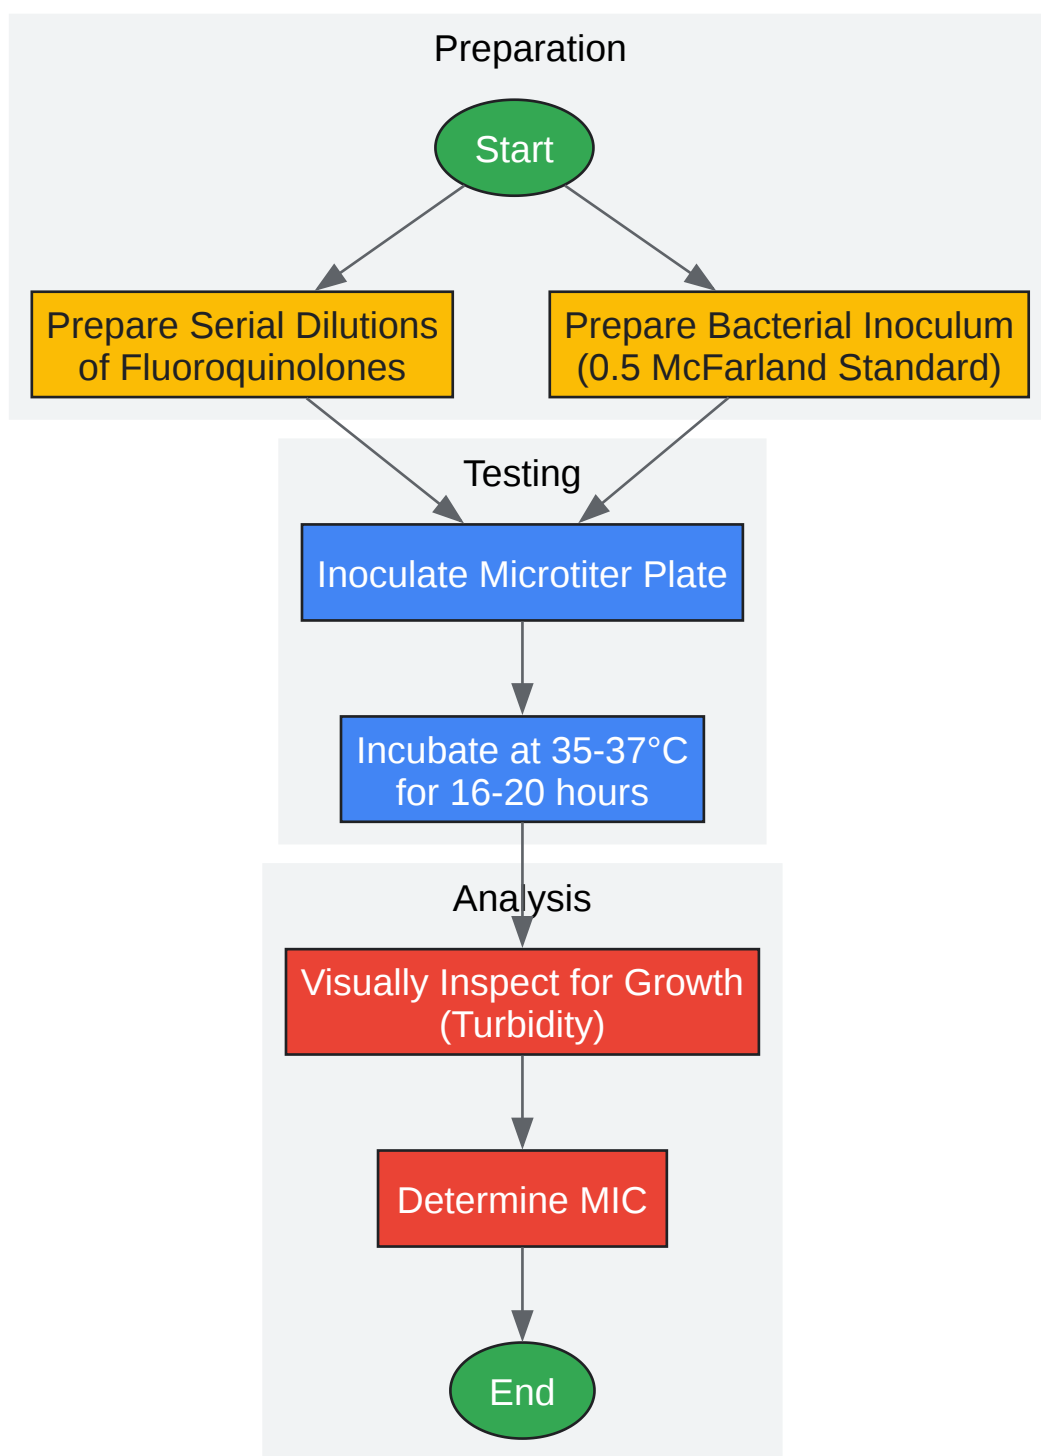 Preparation
Start
Prepare Serial Dilutions
of Fluoroquinolones
Prepare Bacterial Inoculum
(0.5 McFarland Standard)
Testing
Inoculate Microtiter Plate
Incubate at 35-37°C
for 16-20 hours
Analysis
Visually Inspect for Growth
(Turbidity)
Determine MIC
End